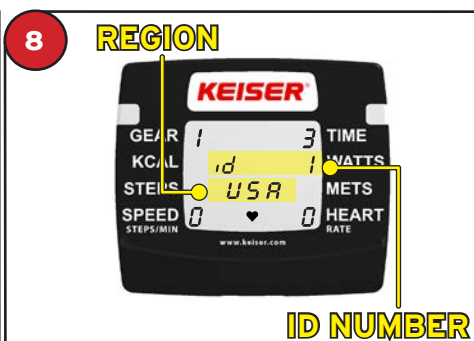 8
REGION
KEISER
GEAR 1 3 TIME
KCAL id 1 WATTS
STEPS USA METS
SPEED 0 0 HEART
STEPS/MIN RATE
www.keiser.com
ID NUMBER